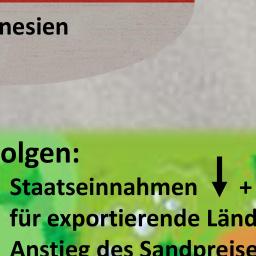 nesien
olgen:
Staatseinnahmen ↓ +
für exportierende Länd
Anstieg des Sandpreise